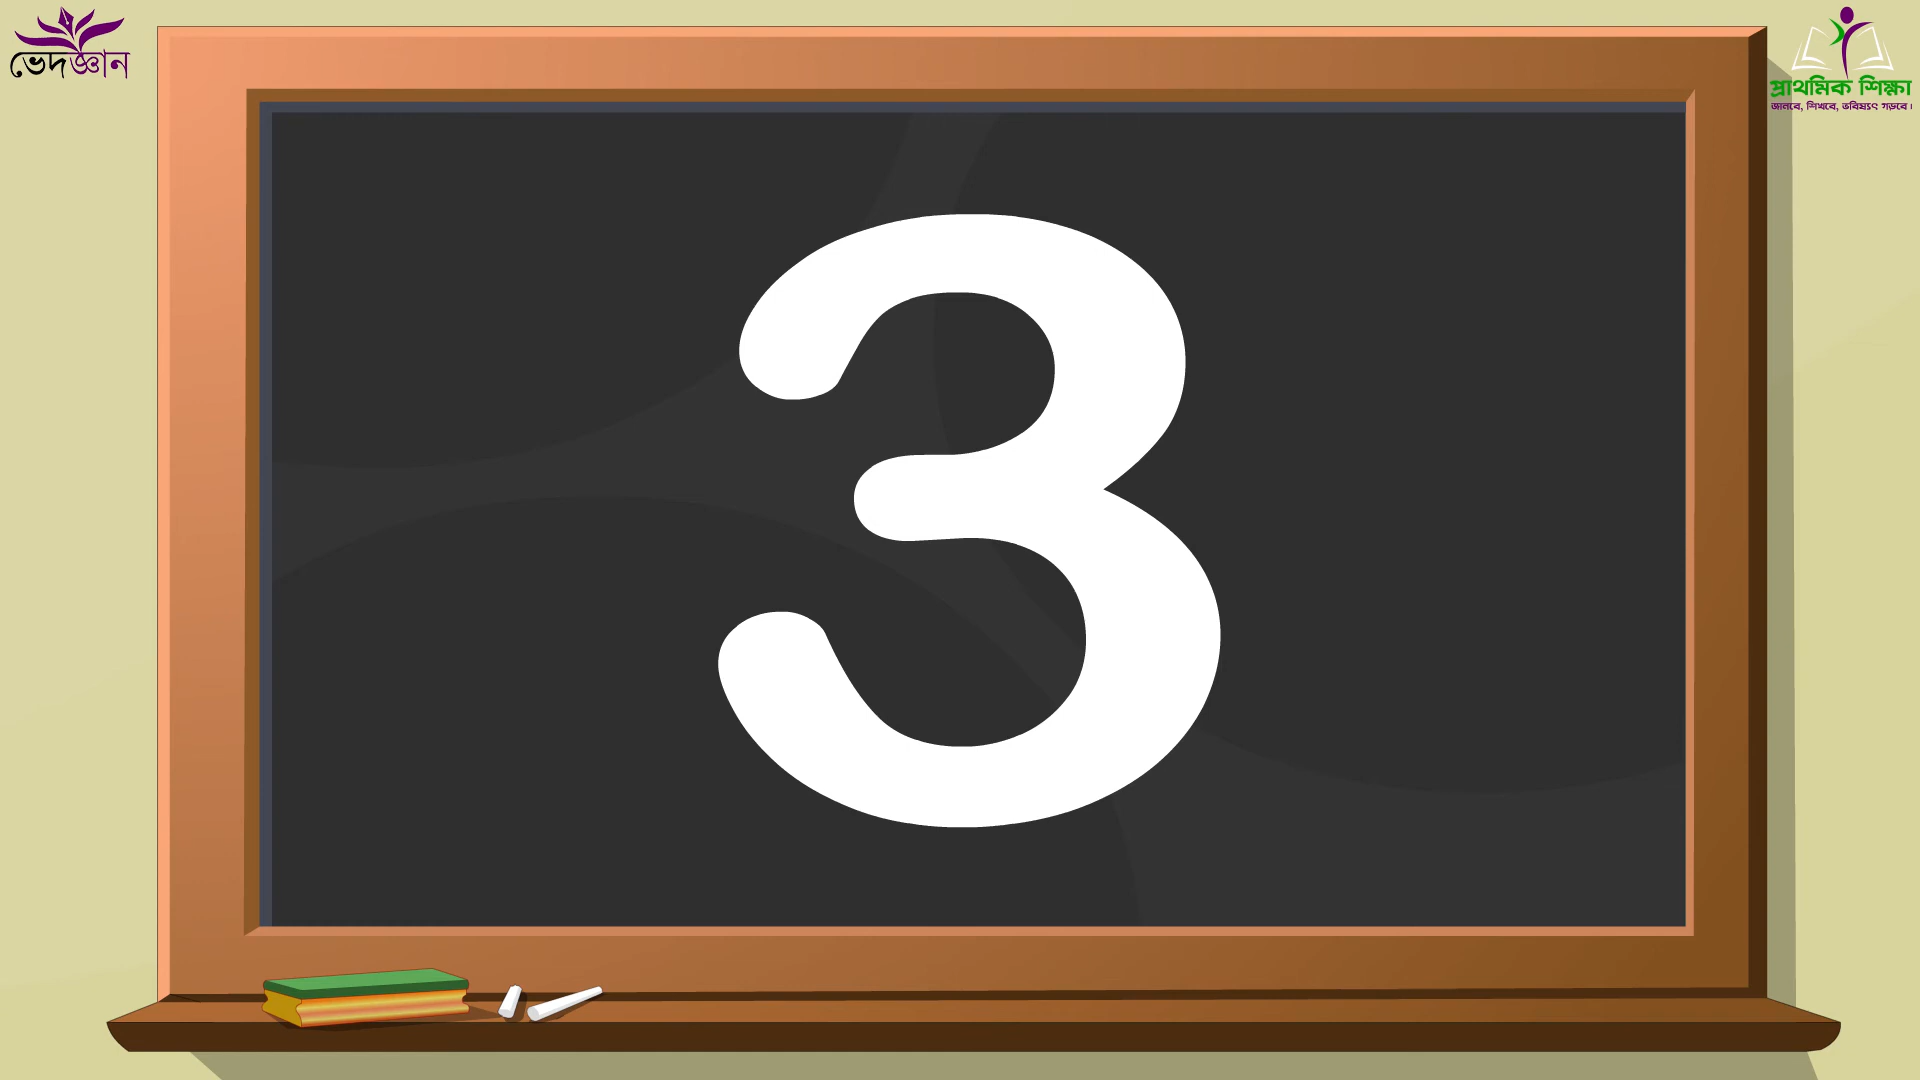 ভেদজ্ঞান
প্রাথমিক শিক্ষা
জানবে, শিখবে, ভবিষ্যৎ গড়বে।
3